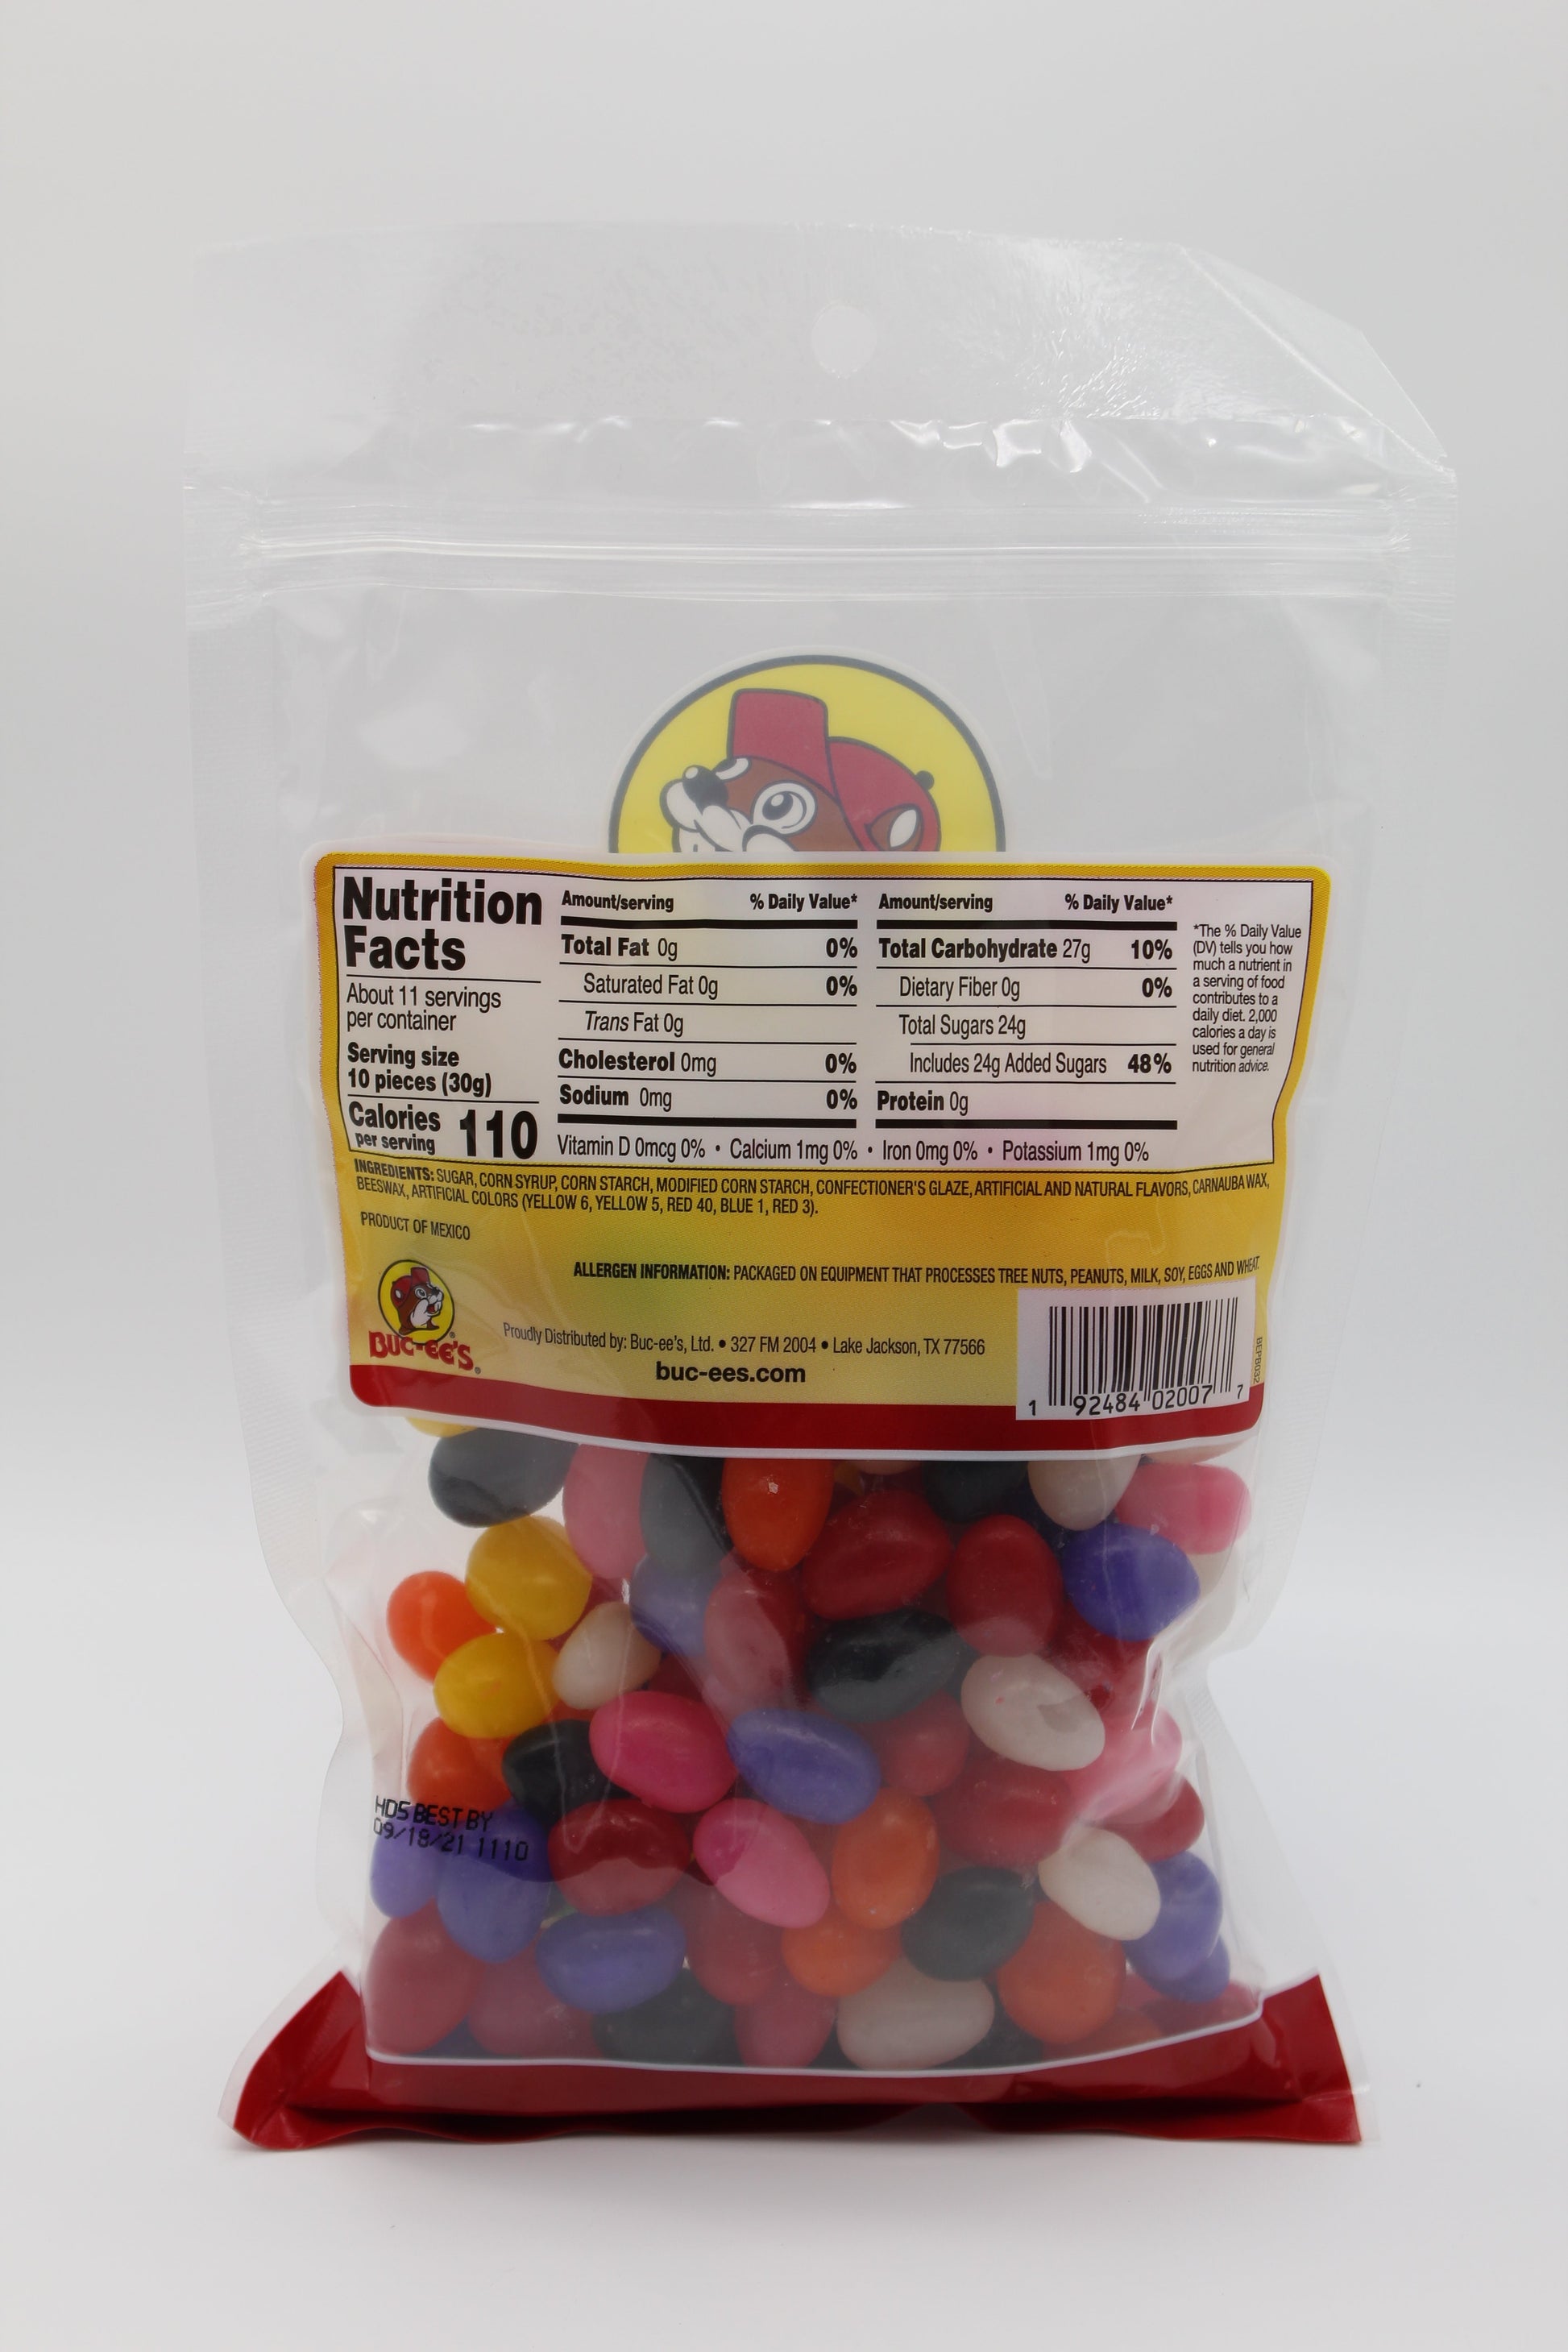 Nutrition
Facts
About 11 servings
per container
Serving size
10 pieces (30g)
Calories
per serving
110
Amount/serving % Daily Value*
Total Fat 0g 0%
Saturated Fat 0g 0%
Trans Fat 0g
Cholesterol 0mg 0%
Sodium 0mg 0%
Amount/serving % Daily Value*
Total Carbohydrate 27g 10%
Dietary Fiber 0g 0%
Total Sugars 24g
Includes 24g Added Sugars 48%
Protein 0g
Vitamin D 0mcg 0% • Calcium 1mg 0% • Iron 0mg 0% • Potassium 1mg 0%
*The % Daily Value
(DV) tells you how
much a nutrient in
a serving of food
contributes to a
daily diet. 2,000
calories a day is
used for general
nutrition advice.
INGREDIENTS: SUGAR, CORN SYRUP, CORN STARCH, MODIFIED CORN STARCH, CONFECTIONER'S GLAZE, ARTIFICIAL AND NATURAL FLAVORS, CARNAUBA WAX,
BEESWAX, ARTIFICIAL COLORS (YELLOW 6, YELLOW 5, RED 40, BLUE 1, RED 3).
PRODUCT OF MEXICO
ALLERGEN INFORMATION: PACKAGED ON EQUIPMENT THAT PROCESSES TREE NUTS, PEANUTS, MILK, SOY, EGGS AND WHEAT.
BUC-EE'S®
Proudly Distributed by: Buc-ee's, Ltd. • 327 FM 2004 • Lake Jackson, TX 77566
buc-ees.com
1 92484 02007 7
BEPB032
HD5 BEST BY
09/18/21 1110